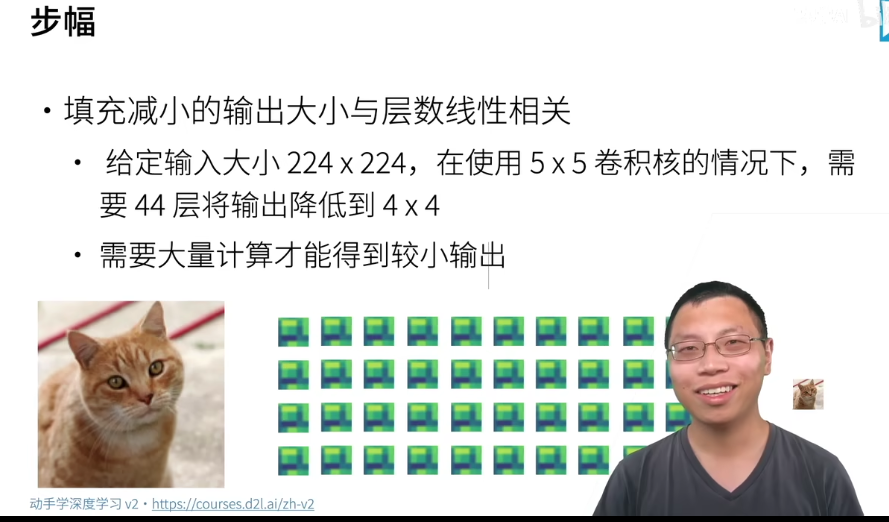 步幅
• 填充减小的输出大小与层数线性相关
• 给定输入大小 224 x 224，在使用 5 x 5 卷积核的情况下，需
要 44 层将输出降低到 4 x 4
• 需要大量计算才能得到较小输出
动手学深度学习 v2 • https://courses.d2l.ai/zh-v2